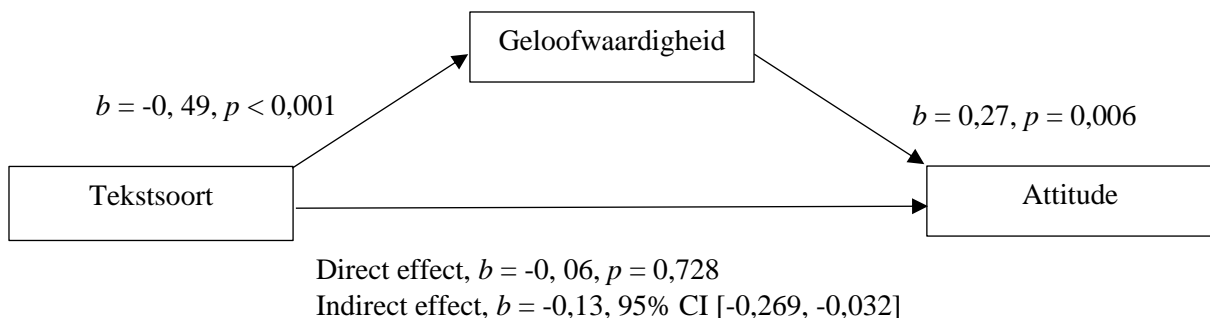 Geloofwaardigheid
b = -0, 49, p < 0,001
b = 0,27, p = 0,006
Tekstsoort
Attitude
Direct effect, b = -0, 06, p = 0,728
Indirect effect, b = -0,13, 95% CI [-0,269, -0,032]